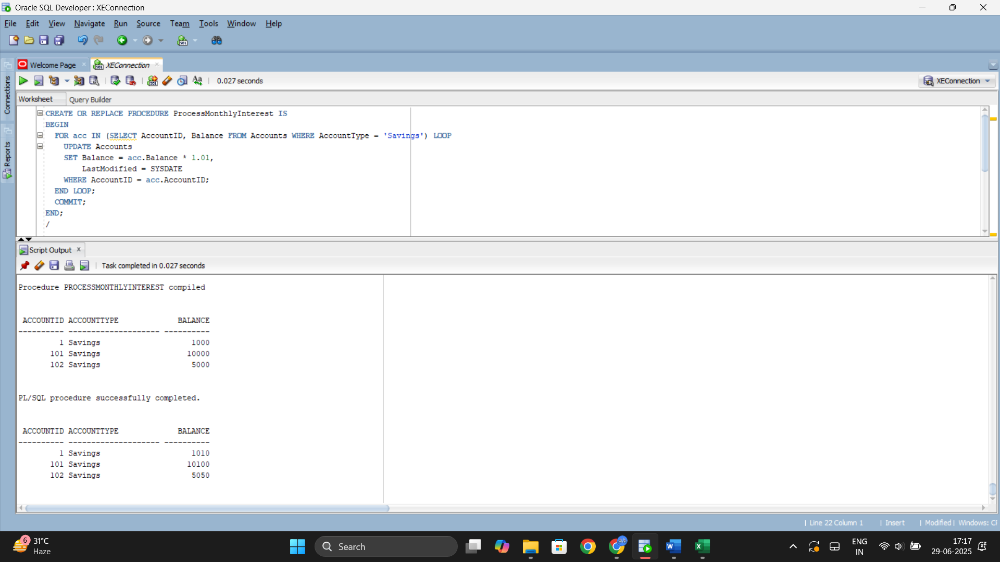 Oracle SQL Developer : XEConnection
File Edit View Navigate Run Source Team Tools Window Help
Welcome Page
XEConnection
0.027 seconds
XEConnection
Connections
Reports
Worksheet Query Builder
CREATE OR REPLACE PROCEDURE ProcessMonthlyInterest IS
BEGIN
  FOR acc IN (SELECT AccountID, Balance FROM Accounts WHERE AccountType = 'Savings') LOOP
    UPDATE Accounts
    SET Balance = acc.Balance * 1.01,
        LastModified = SYSDATE
    WHERE AccountID = acc.AccountID;
  END LOOP;
  COMMIT;
END;
/
Script Output
Task completed in 0.027 seconds
Procedure PROCESSMONTHLYINTEREST compiled
 ACCOUNTID ACCOUNTTYPE             BALANCE
---------- -------------------- ----------
         1 Savings                    1000
       101 Savings                   10000
       102 Savings                    5000
PL/SQL procedure successfully completed.
 ACCOUNTID ACCOUNTTYPE             BALANCE
---------- -------------------- ----------
         1 Savings                    1010
       101 Savings                   10100
       102 Savings                    5050
| Line 22 Column 1 | Insert | Modified | Windows:
6
31°C
Haze
Search
ENG
IN
17:17
29-06-2025